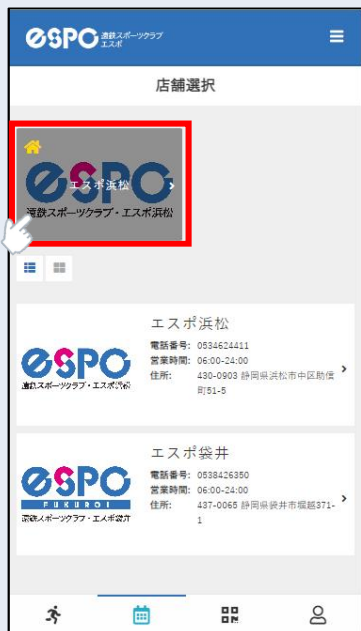 espo 遠鉄スポーツクラブ
エスポ
店舗選択
espo
エスポ浜松
遠鉄スポーツクラブ・エスポ浜松
エスポ浜松
espo
遠鉄スポーツクラブ・エスポ浜松
電話番号: 0534624411
営業時間: 06:00-24:00
住所: 430-0903 静岡県浜松市中区助信
町51-5
エスポ袋井
espo
FUKUROI
遠鉄スポーツクラブ・エスポ袋井
電話番号: 0538426350
営業時間: 06:00-24:00
住所: 437-0065 静岡県袋井市堀越371-
1